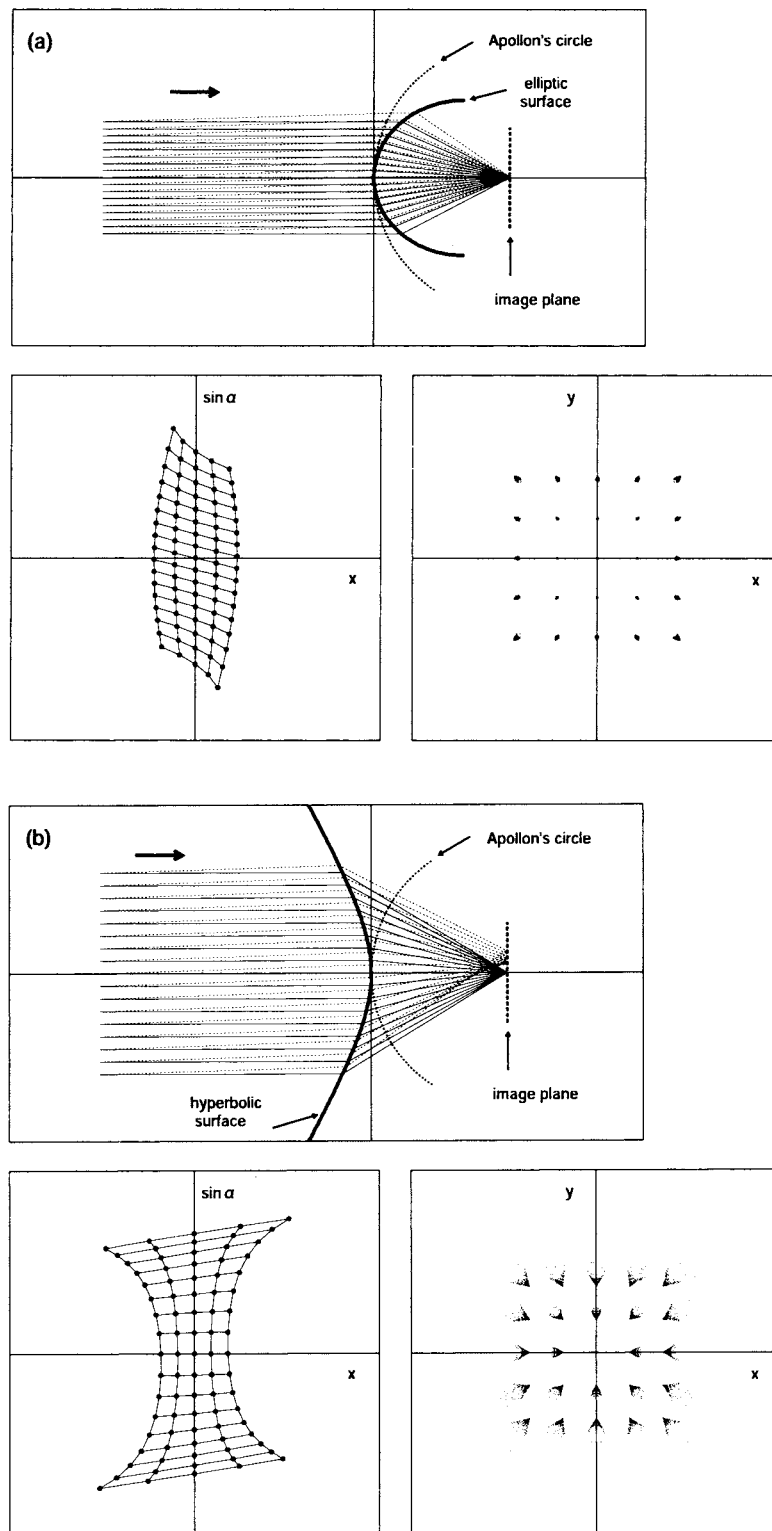 (a)
Apollon's circle
elliptic
surface
image plane
sin α
x
y
x
(b)
Apollon's circle
hyperbolic
surface
image plane
sin α
x
y
x